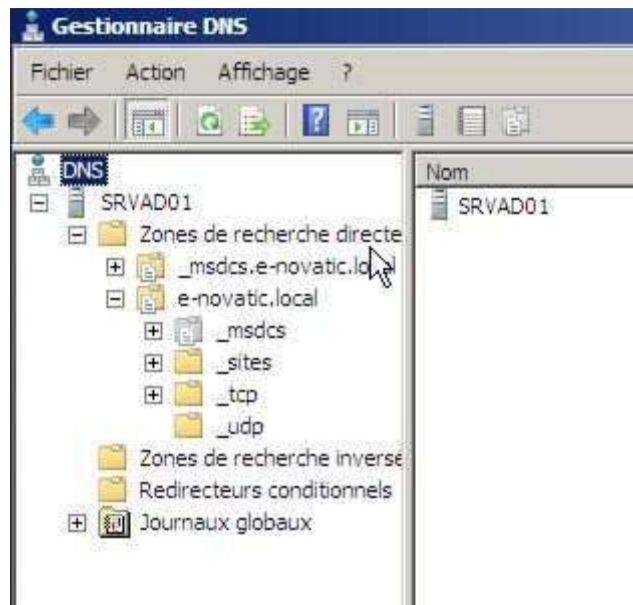 Gestionnaire DNS
Fichier Action Affichage ?
DNS
SRVAD01
Zones de recherche directe
_msdcs.e-novatic.local
e-novatic.local
_msdcs
_sites
_tcp
_udp
Zones de recherche inverse
Redirecteurs conditionnels
Journaux globaux
Nom
SRVAD01